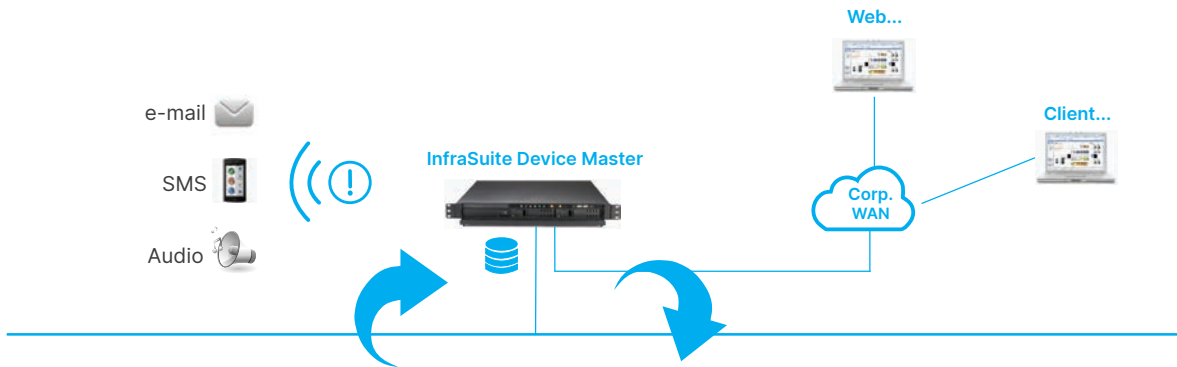 Web...
e-mail
Client...
InfraSuite Device Master
SMS
Corp.
WAN
Audio